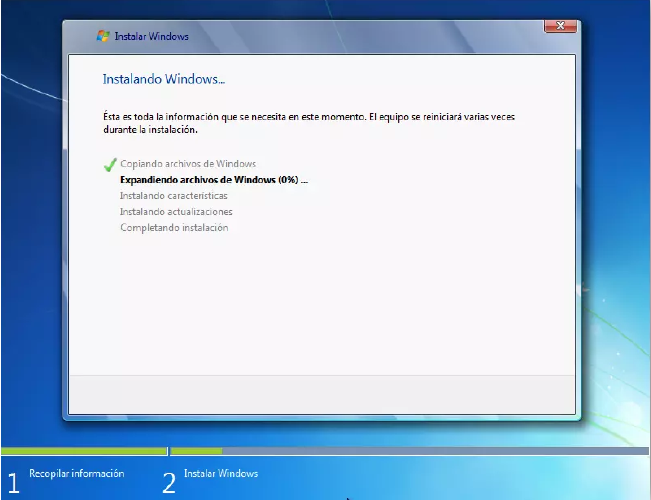 Instalar Windows
Instalando Windows...
Ésta es toda la información que se necesita en este momento. El equipo se reiniciará varias veces
durante la instalación.
Copiando archivos de Windows
Expandiendo archivos de Windows (0%) ...
Instalando características
Instalando actualizaciones
Completando instalación
1 Recopilar información
2 Instalar Windows